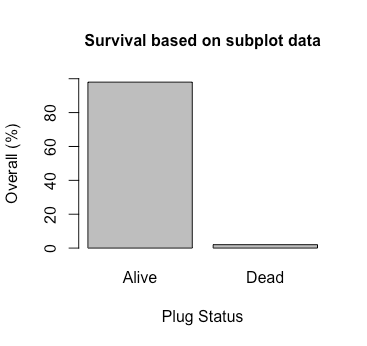 Survival based on subplot data
Overall (%)
80
60
40
20
0
Alive Dead
Plug Status